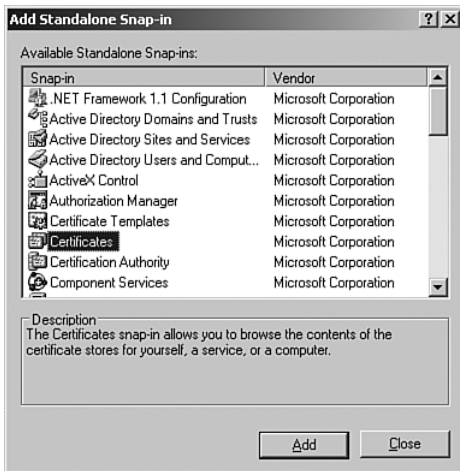 Add Standalone Snap-in
Available Standalone Snap-ins:
Snap-in Vendor
.NET Framework 1.1 Configuration Microsoft Corporation
Active Directory Domains and Trusts Microsoft Corporation
Active Directory Sites and Services Microsoft Corporation
Active Directory Users and Comput... Microsoft Corporation
ActiveX Control Microsoft Corporation
Authorization Manager Microsoft Corporation
Certificate Templates Microsoft Corporation
Certificates Microsoft Corporation
Certification Authority Microsoft Corporation
Component Services Microsoft Corporation
Description
The Certificates snap-in allows you to browse the contents of the
certificate stores for yourself, a service, or a computer.
Add Close